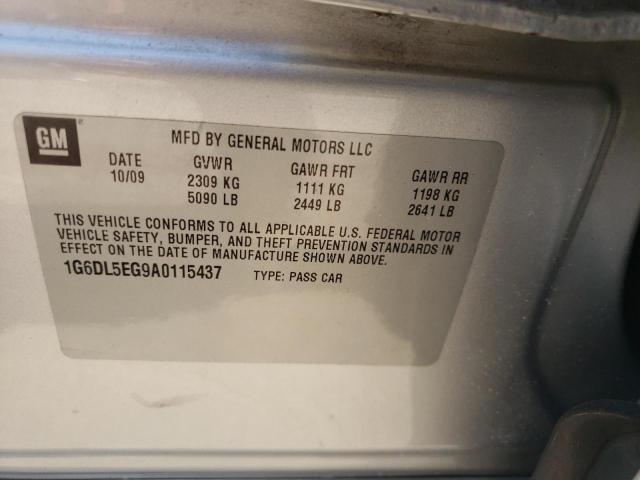 GM
MFD BY GENERAL MOTORS LLC
DATE GVWR GAWR FRT GAWR RR
10/09 2309 KG 1111 KG 1198 KG
5090 LB 2449 LB 2641 LB
THIS VEHICLE CONFORMS TO ALL APPLICABLE U.S. FEDERAL MOTOR
VEHICLE SAFETY, BUMPER, AND THEFT PREVENTION STANDARDS IN
EFFECT ON THE DATE OF MANUFACTURE SHOWN ABOVE.
1G6DL5EG9A0115437 TYPE: PASS CAR